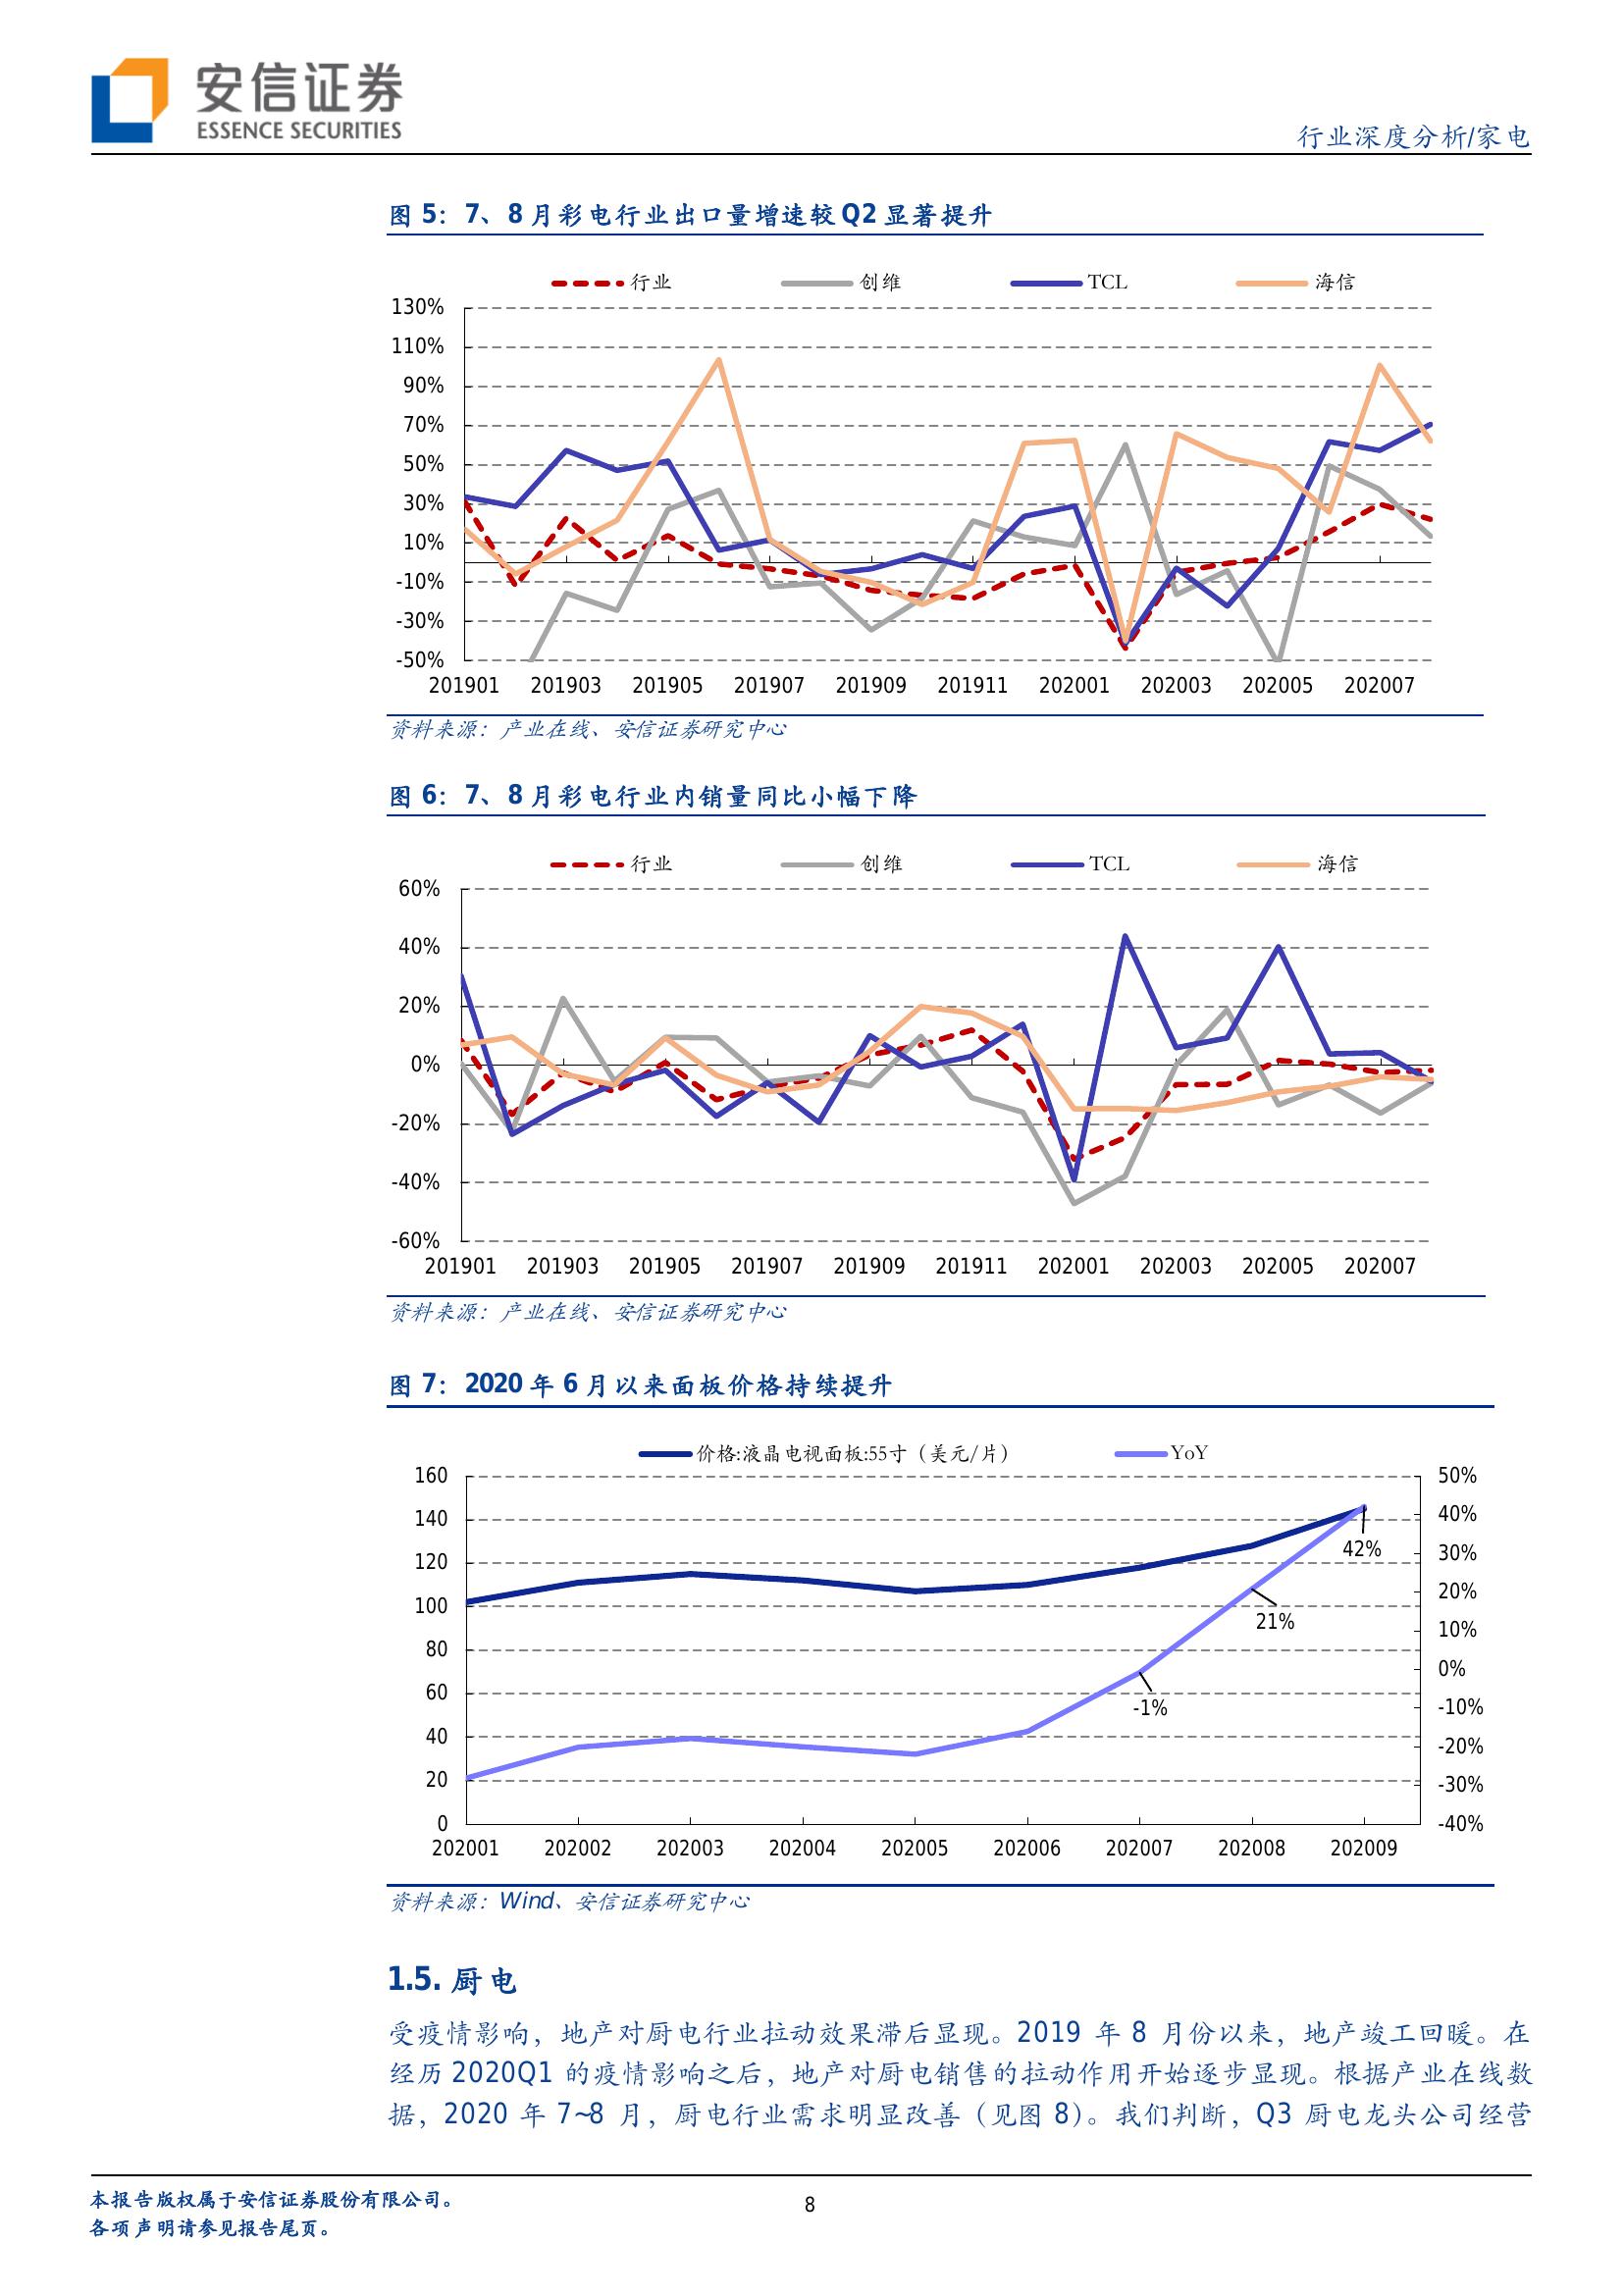 安信证券
ESSENCE SECURITIES
行业深度分析/家电
图 5：7、8 月彩电行业出口量增速较 Q2 显著提升
行业 创维 TCL 海信
130%
110%
90%
70%
50%
30%
10%
-10%
-30%
-50%
201901 201903 201905 201907 201909 201911 202001 202003 202005 202007
资料来源：产业在线、安信证券研究中心
图 6：7、8 月彩电行业内销量同比小幅下降
行业 创维 TCL 海信
60%
40%
20%
0%
-20%
-40%
-60%
201901 201903 201905 201907 201909 201911 202001 202003 202005 202007
资料来源：产业在线、安信证券研究中心
图 7：2020 年 6 月以来面板价格持续提升
价格:液晶电视面板:55寸（美元/片） YoY
160 50%
140 40%
120 30%
100 20%
80 10%
60 0%
40 -10%
20 -20%
0 -30%
-40%
42%
21%
-1%
202001 202002 202003 202004 202005 202006 202007 202008 202009
资料来源：Wind、安信证券研究中心
1.5. 厨电
受疫情影响，地产对厨电行业拉动效果滞后显现。2019 年 8 月份以来，地产竣工回暖。在
经历 2020Q1 的疫情影响之后，地产对厨电销售的拉动作用开始逐步显现。根据产业在线数
据，2020 年 7~8 月，厨电行业需求明显改善（见图 8）。我们判断，Q3 厨电龙头公司经营
本报告版权属于安信证券股份有限公司。
各项声明请参见报告尾页。
8